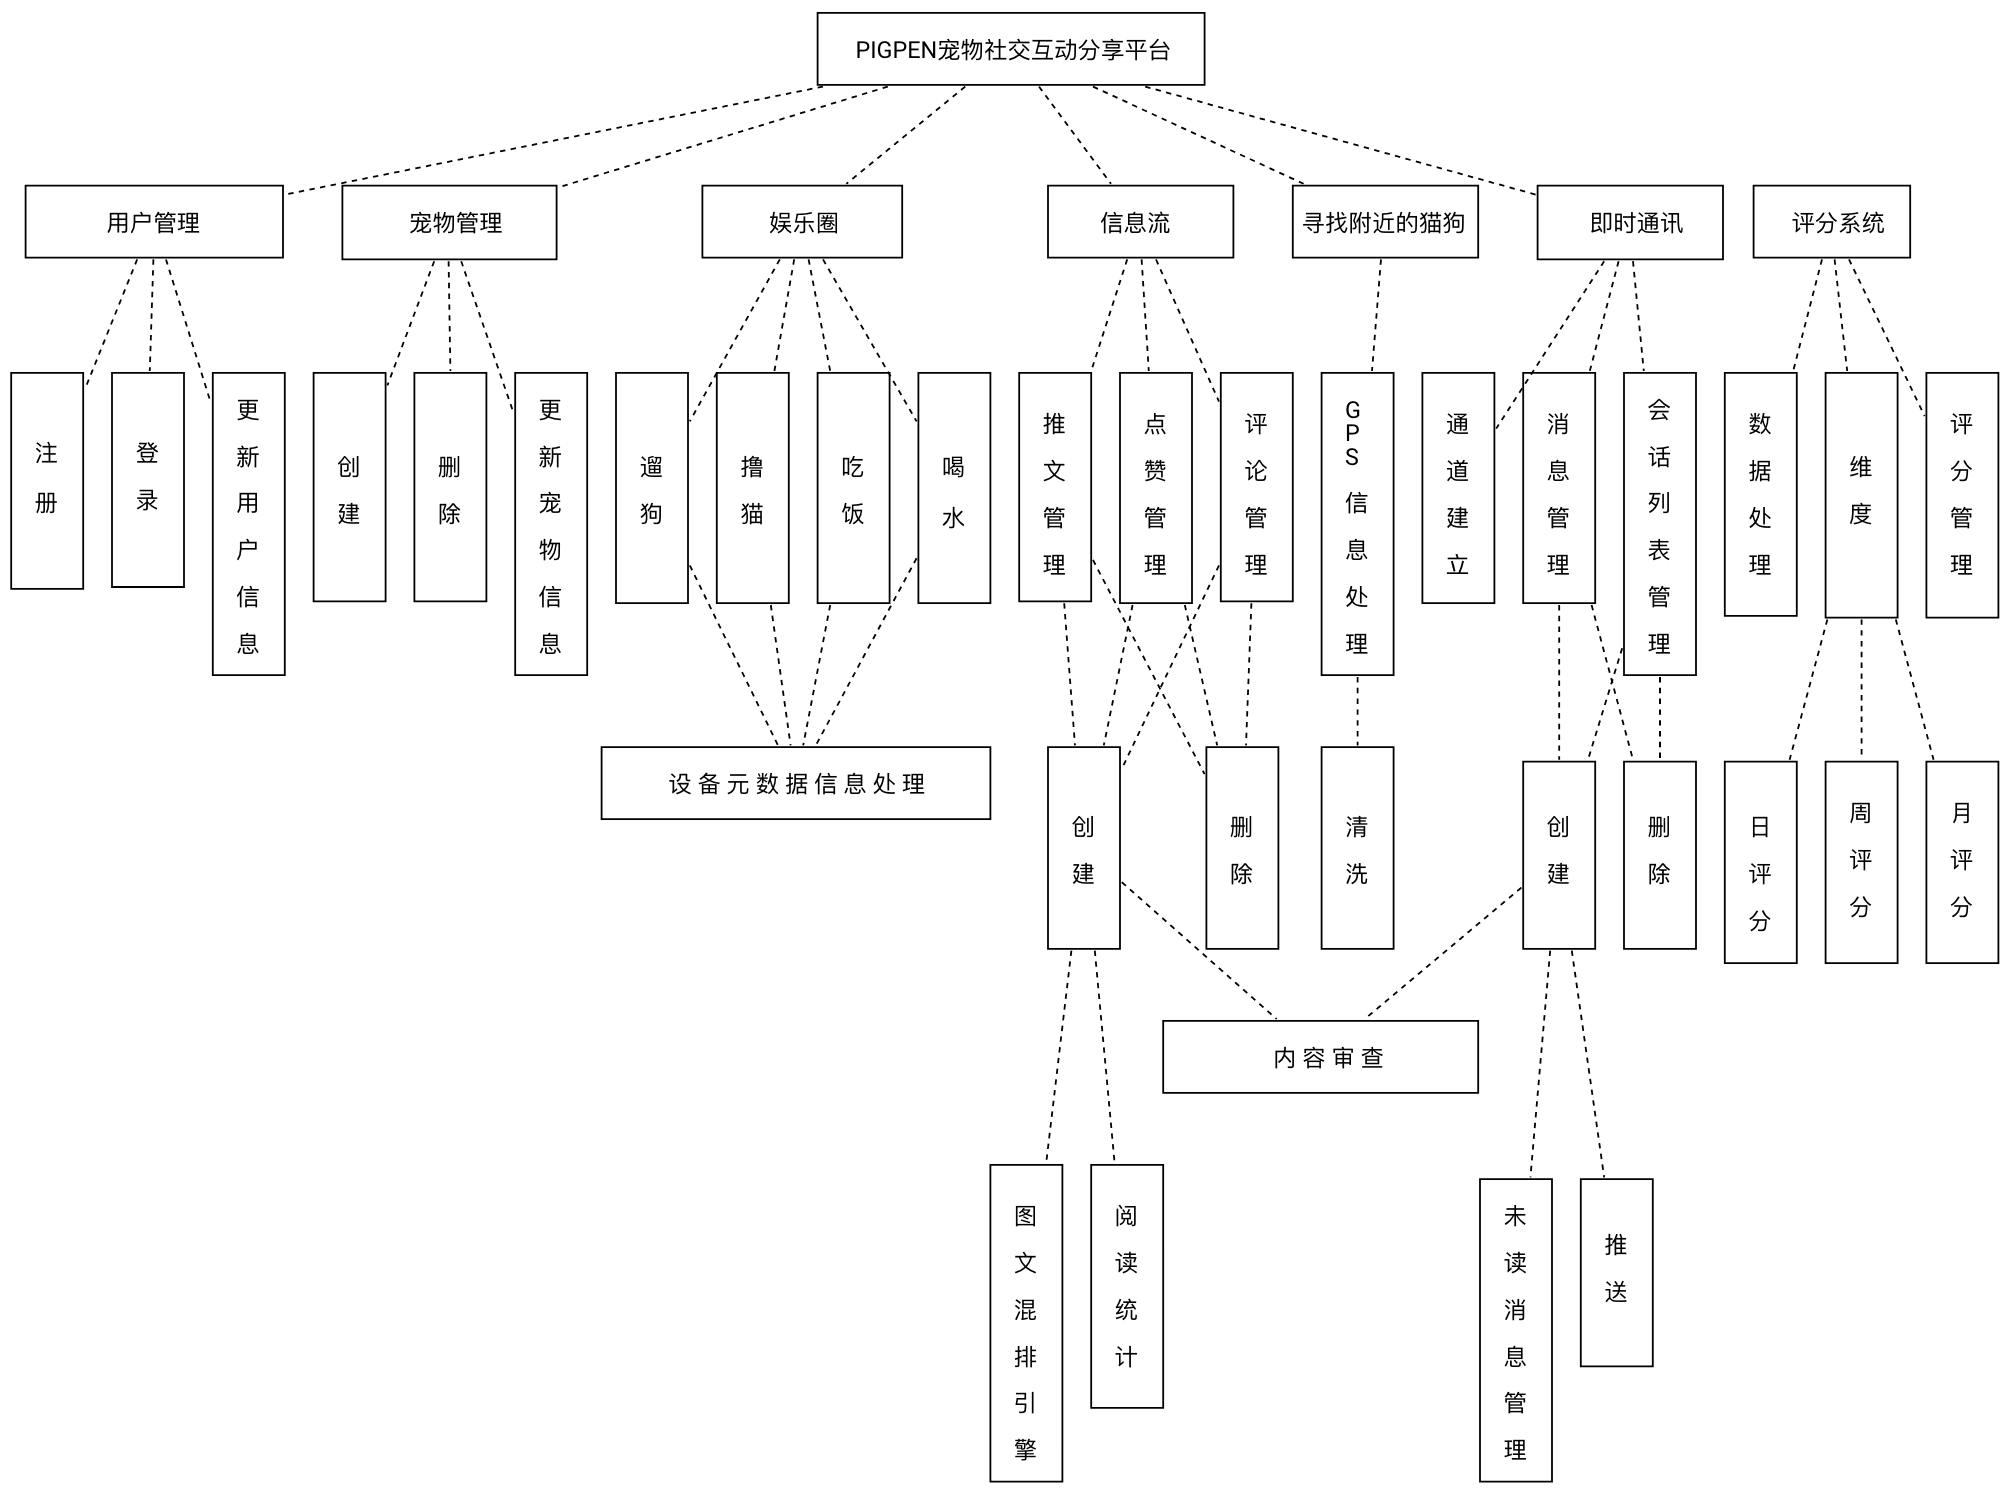 PIGPEN宠物社交互动分享平台
用户管理
宠物管理
娱乐圈
信息流
寻找附近的猫狗
即时通讯
评分系统
注册
登录
更新用户信息
创建
删除
更新宠物信息
遛狗
撸猫
吃饭
喝水
推文管理
点赞管理
评论管理
GPS信息处理
通道建立
消息管理
会话列表管理
数据处理
维度
评分管理
设备元数据信息处理
创建
删除
清洗
创建
删除
日评分
周评分
月评分
内容审查
图文混排引擎
阅读统计
未读消息管理
推送